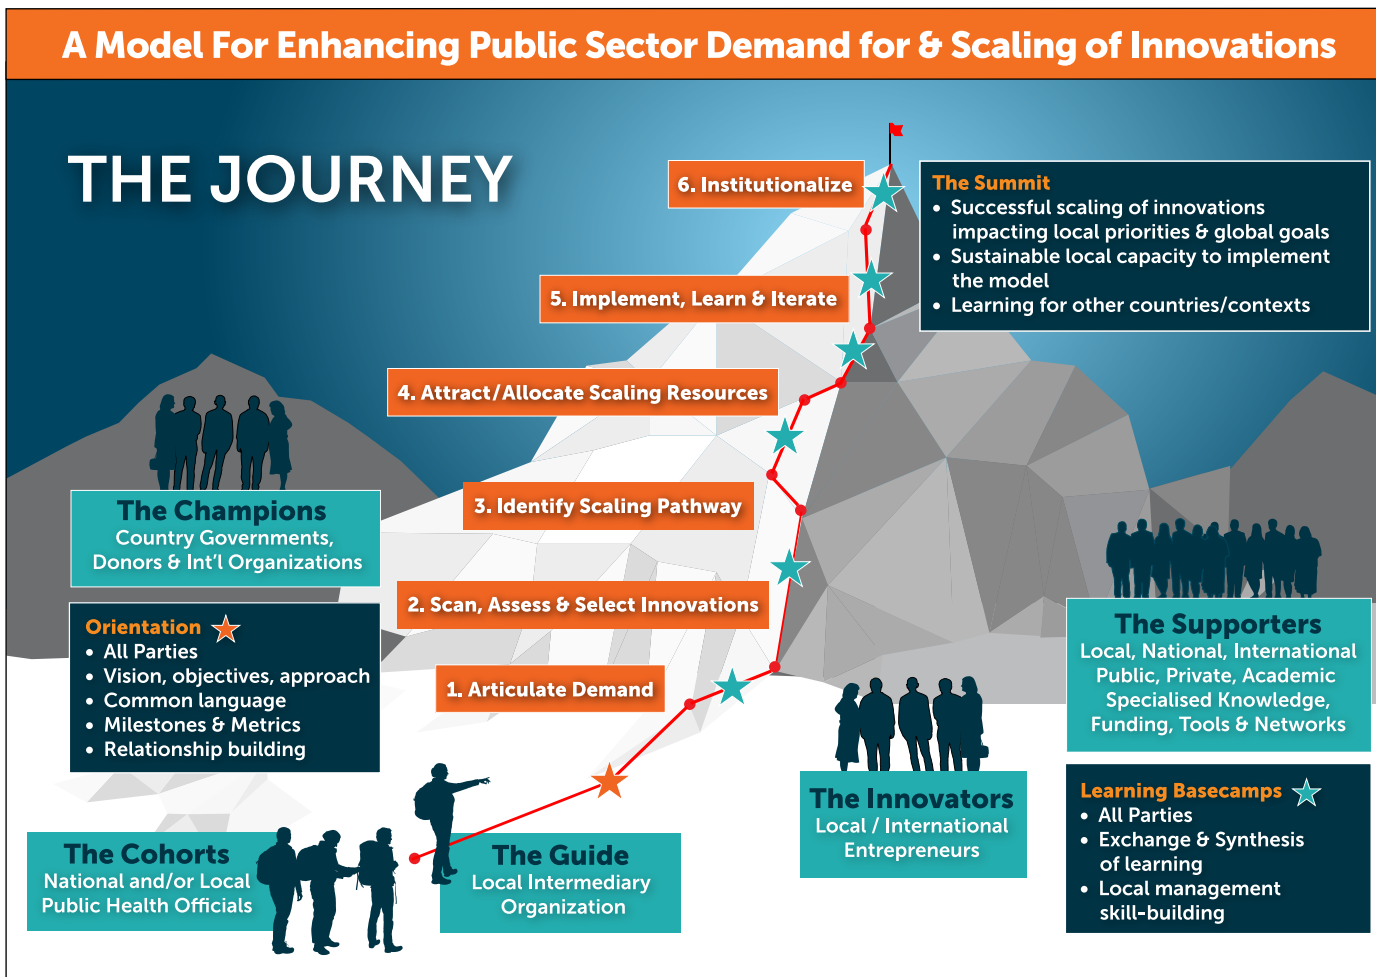 A Model For Enhancing Public Sector Demand for & Scaling of Innovations
THE JOURNEY
6. Institutionalize
The Summit
• Successful scaling of innovations
impacting local priorities & global goals
• Sustainable local capacity to implement
the model
• Learning for other countries/contexts
5. Implement, Learn & Iterate
4. Attract/Allocate Scaling Resources
3. Identify Scaling Pathway
2. Scan, Assess & Select Innovations
1. Articulate Demand
The Champions
Country Governments,
Donors & Int'l Organizations
Orientation
• All Parties
• Vision, objectives, approach
• Common language
• Milestones & Metrics
• Relationship building
The Cohorts
National and/or Local
Public Health Officials
The Guide
Local Intermediary
Organization
The Innovators
Local / International
Entrepreneurs
The Supporters
Local, National, International
Public, Private, Academic
Specialised Knowledge,
Funding, Tools & Networks
Learning Basecamps
• All Parties
• Exchange & Synthesis
of learning
• Local management
skill-building